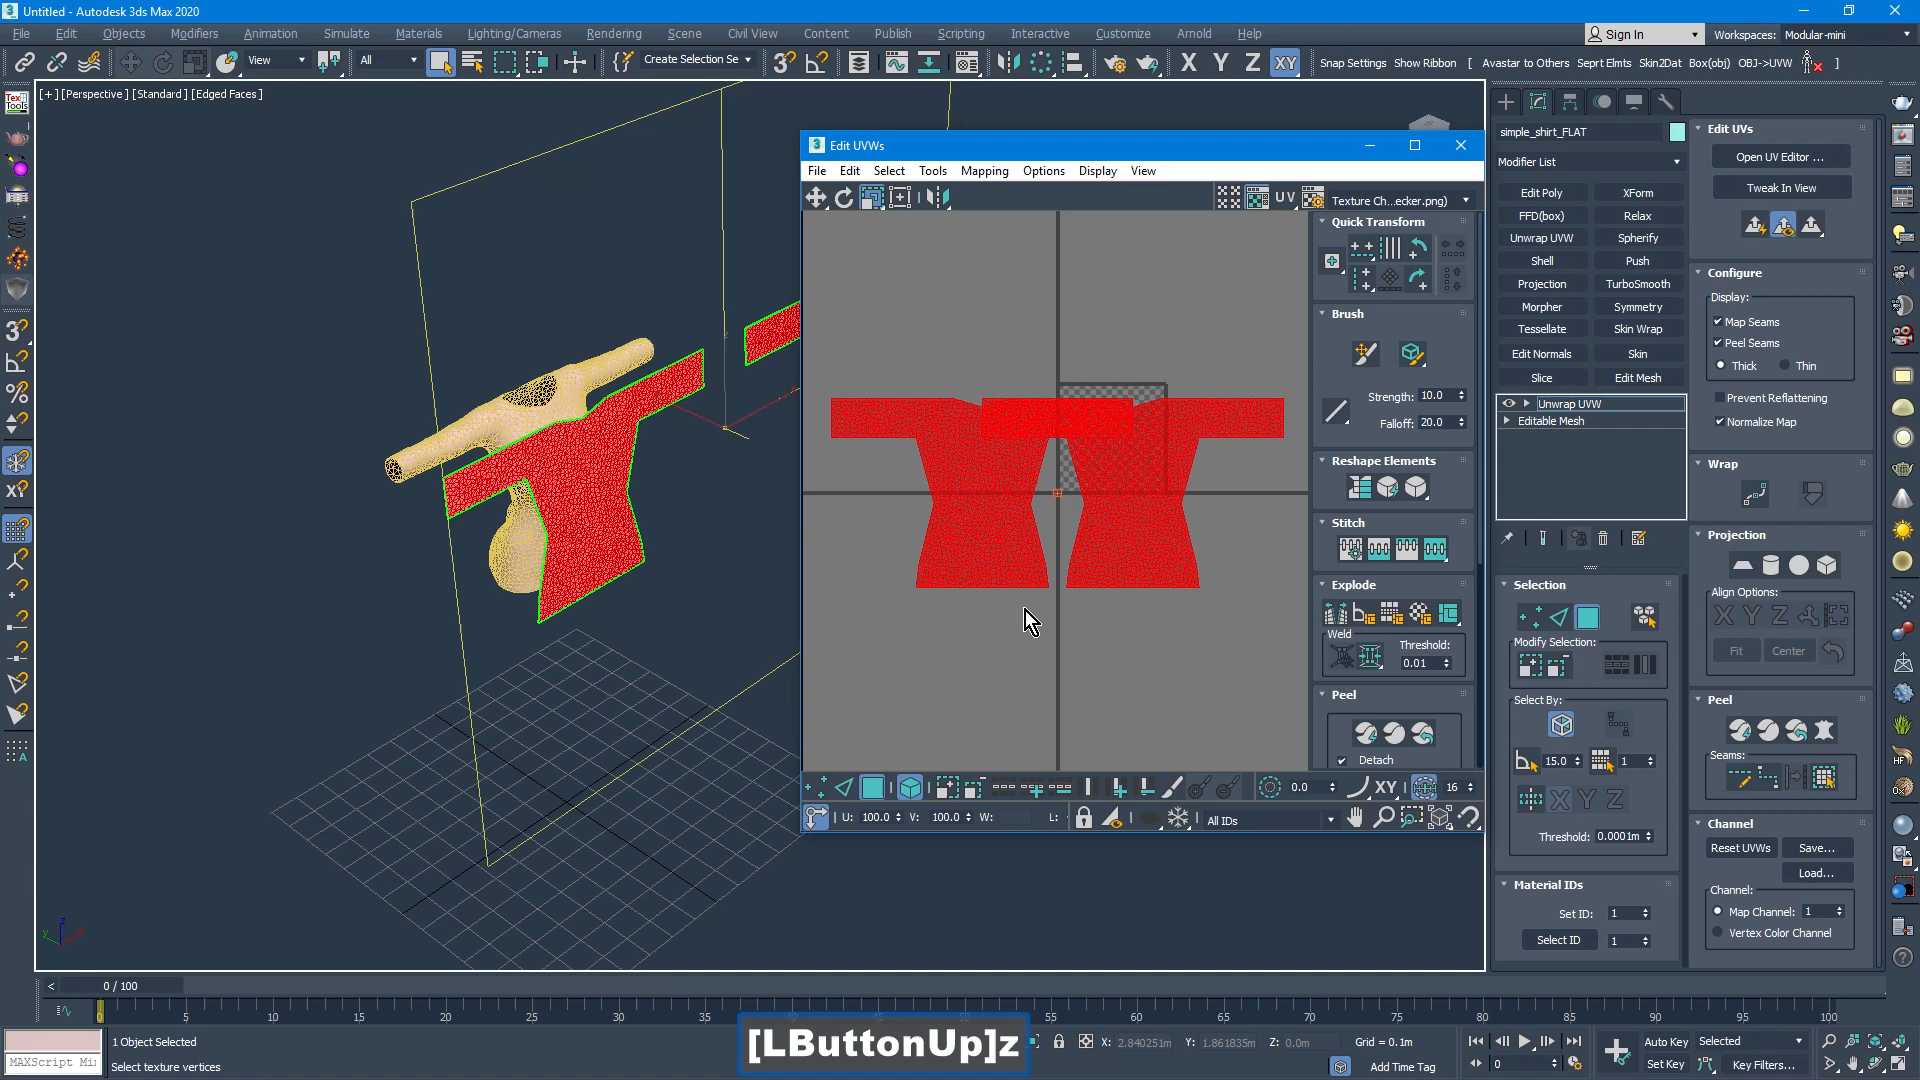 Untitled - Autodesk 3ds Max 2020
File Edit Objects Modifiers Animation Simulate Materials Lighting/Cameras Rendering Scene Civil View Content Publish Scripting Interactive Customize Arnold Help
Sign In Workspaces: Modular-mini
View All Create Selection Se X Y Z XY Snap Settings Show Ribbon [ Avastar to Others Seprt Elmts Skin2Dat Box(obj) OBJ->UVW ]
[+] [Perspective] [Standard] [Edged Faces]
Edit UVWs
File Edit Select Tools Mapping Options Display View
UV Texture Ch...ecker.png)
Quick Transform
Brush
Strength: 10.0
Falloff: 20.0
Reshape Elements
Stitch
Explode
Weld
Threshold:
0.01
Peel
Detach
0.0 XY 16
U: 100.0 V: 100.0 W: L: All IDs
simple_shirt_FLAT
Modifier List
Edit Poly XForm
FFD(box) Relax
Unwrap UVW Spherify
Shell Push
Projection TurboSmooth
Morpher Symmetry
Tessellate Skin Wrap
Edit Normals Skin
Slice Edit Mesh
Unwrap UVW
Editable Mesh
Selection
Modify Selection:
Select By:
15.0 1
X Y Z
Threshold: 0.0001m
Material IDs
Set ID: 1
Select ID 1
Edit UVs
Open UV Editor ...
Tweak In View
Configure
Display:
Map Seams
Peel Seams
Thick Thin
Prevent Reflattening
Normalize Map
Wrap
Projection
Align Options:
X Y Z
Fit Center
Peel
Seams:
Channel
Reset UVWs Save...
Load...
Channel:
Map Channel: 1
Vertex Color Channel
< 0 / 100 >
0 5 10 15 20 25 30 35 55 60 65 70 75 80 85 90 95 100
[LButtonUp]z
1 Object Selected
MAXScript Mi
Select texture vertices
X: 2.840251m Y: 1.861835m Z: 0.0m Grid = 0.1m
Add Time Tag
0
Auto Key Selected
Set Key Key Filters...